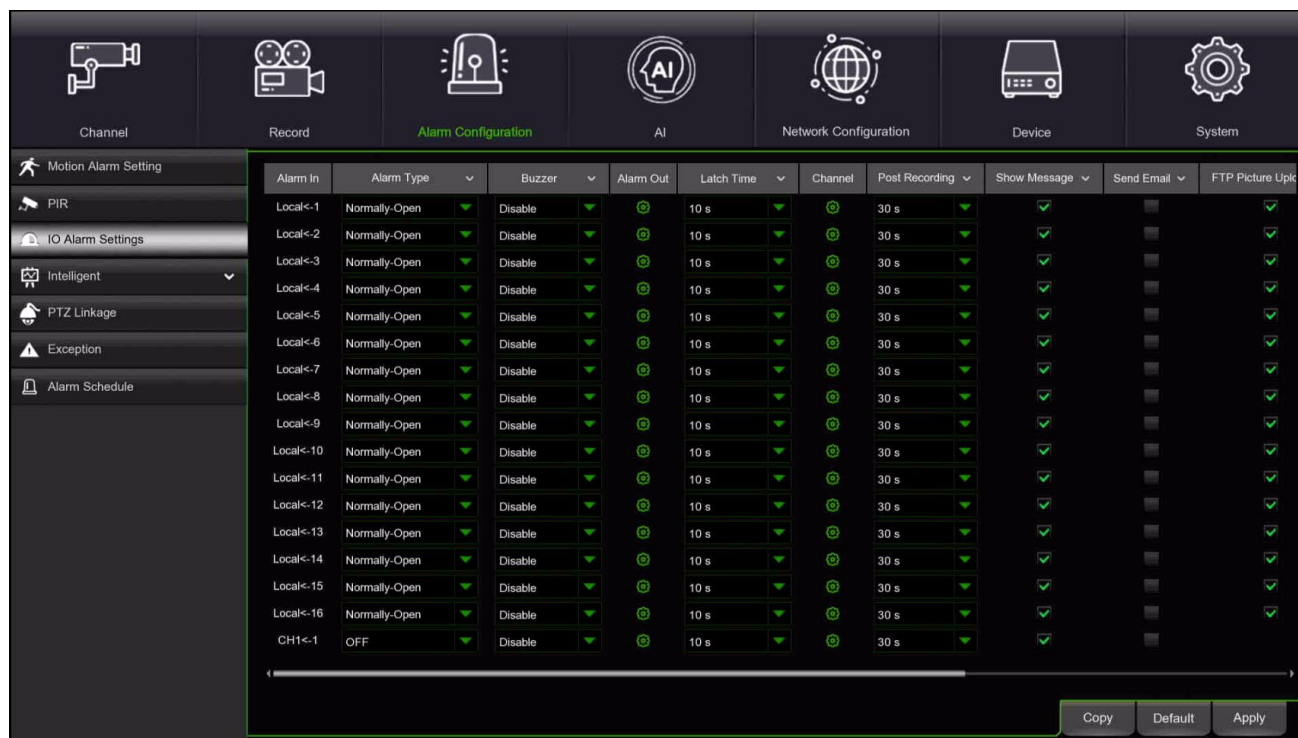 AI
Channel Record Alarm Configuration AI Network Configuration Device System
Motion Alarm Setting
PIR
IO Alarm Settings
Intelligent
PTZ Linkage
Exception
Alarm Schedule
Alarm In Alarm Type Buzzer Alarm Out Latch Time Channel Post Recording Show Message Send Email FTP Picture Uplo
Local<-1 Normally-Open Disable 10 s 30 s
Local<-2 Normally-Open Disable 10 s 30 s
Local<-3 Normally-Open Disable 10 s 30 s
Local<-4 Normally-Open Disable 10 s 30 s
Local<-5 Normally-Open Disable 10 s 30 s
Local<-6 Normally-Open Disable 10 s 30 s
Local<-7 Normally-Open Disable 10 s 30 s
Local<-8 Normally-Open Disable 10 s 30 s
Local<-9 Normally-Open Disable 10 s 30 s
Local<-10 Normally-Open Disable 10 s 30 s
Local<-11 Normally-Open Disable 10 s 30 s
Local<-12 Normally-Open Disable 10 s 30 s
Local<-13 Normally-Open Disable 10 s 30 s
Local<-14 Normally-Open Disable 10 s 30 s
Local<-15 Normally-Open Disable 10 s 30 s
Local<-16 Normally-Open Disable 10 s 30 s
CH1<-1 OFF Disable 10 s 30 s
Copy Default Apply